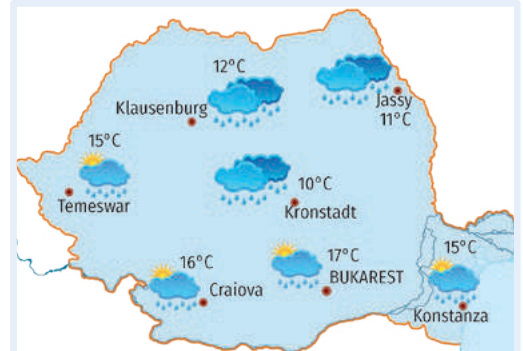 12°C
Klausenburg
Jassy
11°C
15°C
Temeswar
10°C
Kronstadt
16°C
Craiova
17°C
BUKAREST
15°C
Konstanza